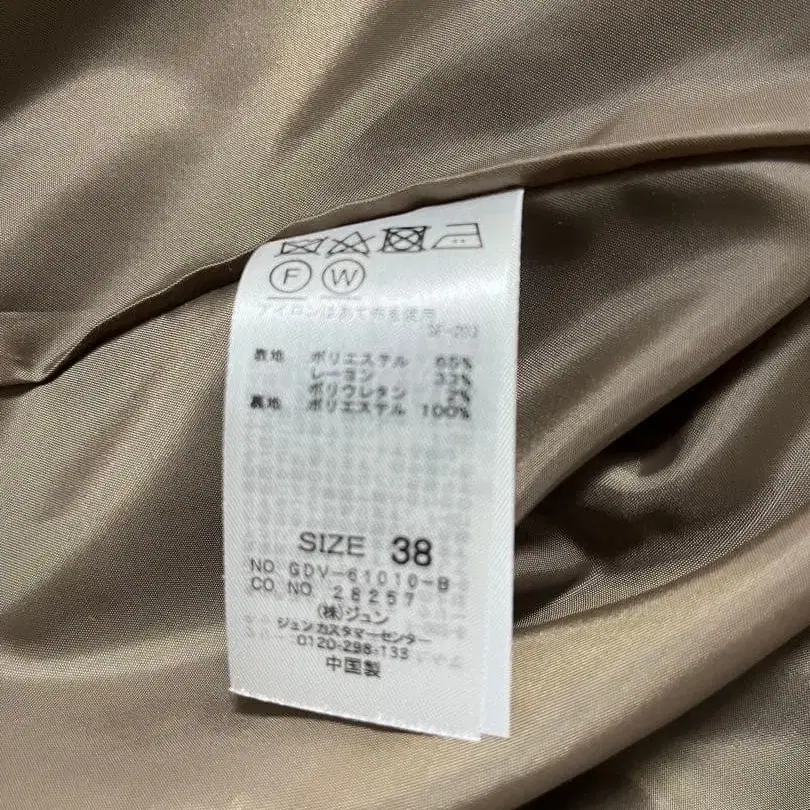 F W
アイロンはあて布を使用
SF-203
表地 ポリエステル 65%
レーヨン 33%
ポリウレタン 2%
裏地 ポリエステル 100%
SIZE 38
NO GDV-61010-B
CO NO 28257
(株)ジュン
ジュンカスタマーセンター
0120-298-133
中国製